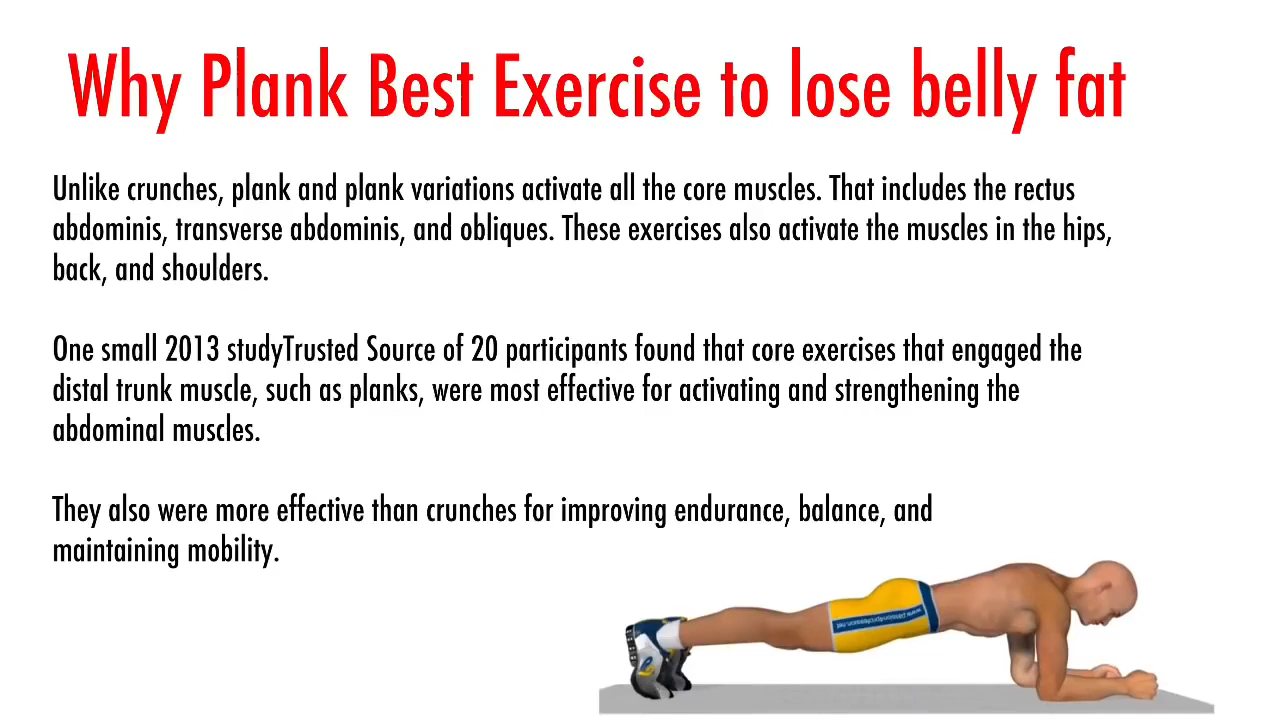 Why Plank Best Exercise to lose belly fat
Unlike crunches, plank and plank variations activate all the core muscles. That includes the rectus
abdominis, transverse abdominis, and obliques. These exercises also activate the muscles in the hips,
back, and shoulders.
One small 2013 studyTrusted Source of 20 participants found that core exercises that engaged the
distal trunk muscle, such as planks, were most effective for activating and strengthening the
abdominal muscles.
They also were more effective than crunches for improving endurance, balance, and
maintaining mobility.